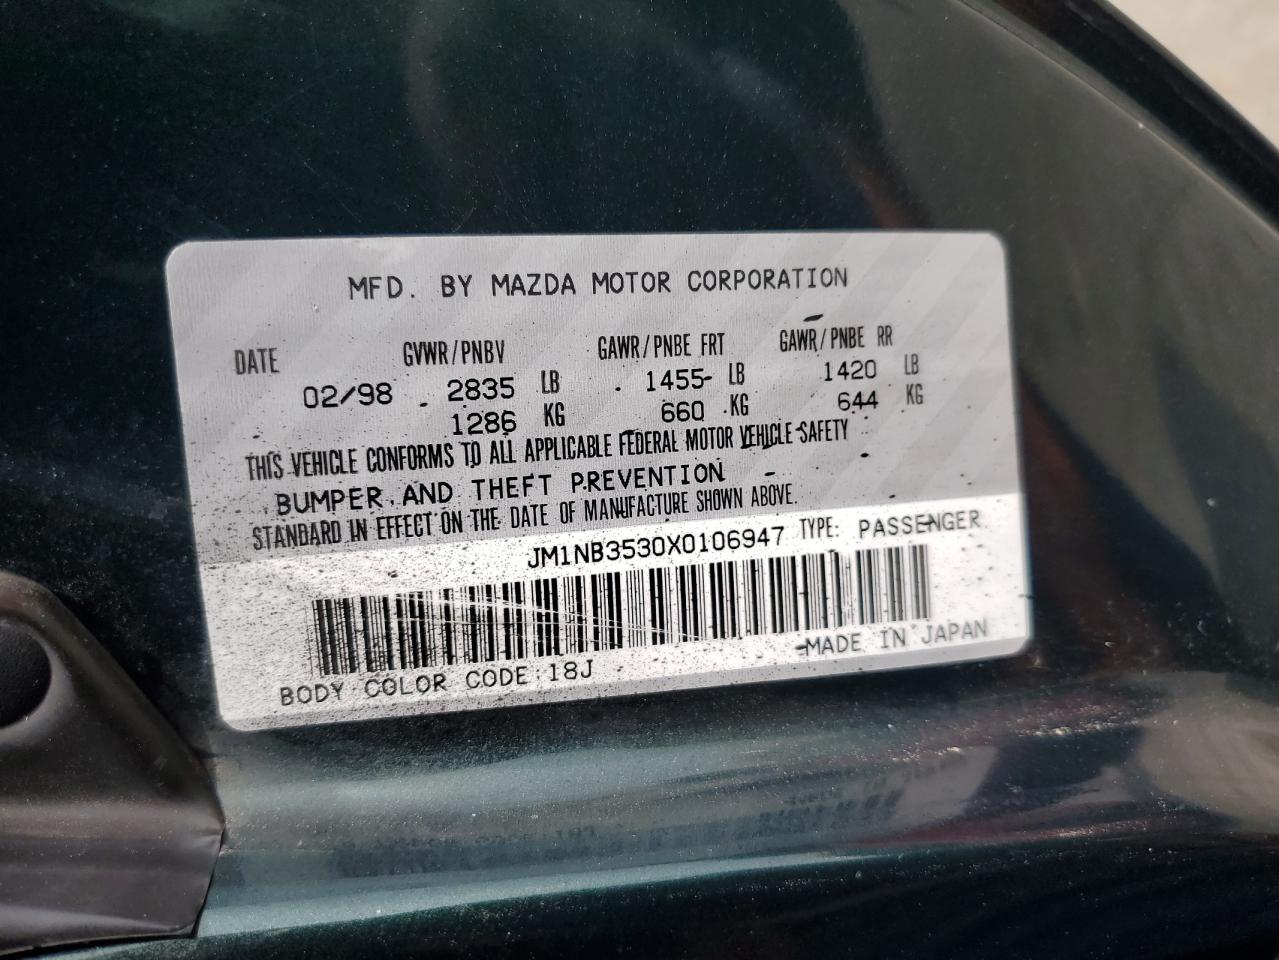 MFD. BY MAZDA MOTOR CORPORATION
DATE GVWR/PNBV GAWR/PNBE FRT GAWR/PNBE RR
02/98 2835 LB 1455 LB 1420 LB
1286 KG 660 KG 644 KG
THIS VEHICLE CONFORMS TO ALL APPLICABLE FEDERAL MOTOR VEHICLE SAFETY
BUMPER AND THEFT PREVENTION
STANDARD IN EFFECT ON THE DATE OF MANUFACTURE SHOWN ABOVE
JM1NB3530X0106947 TYPE: PASSENGER
MADE IN JAPAN
BODY COLOR CODE:18J